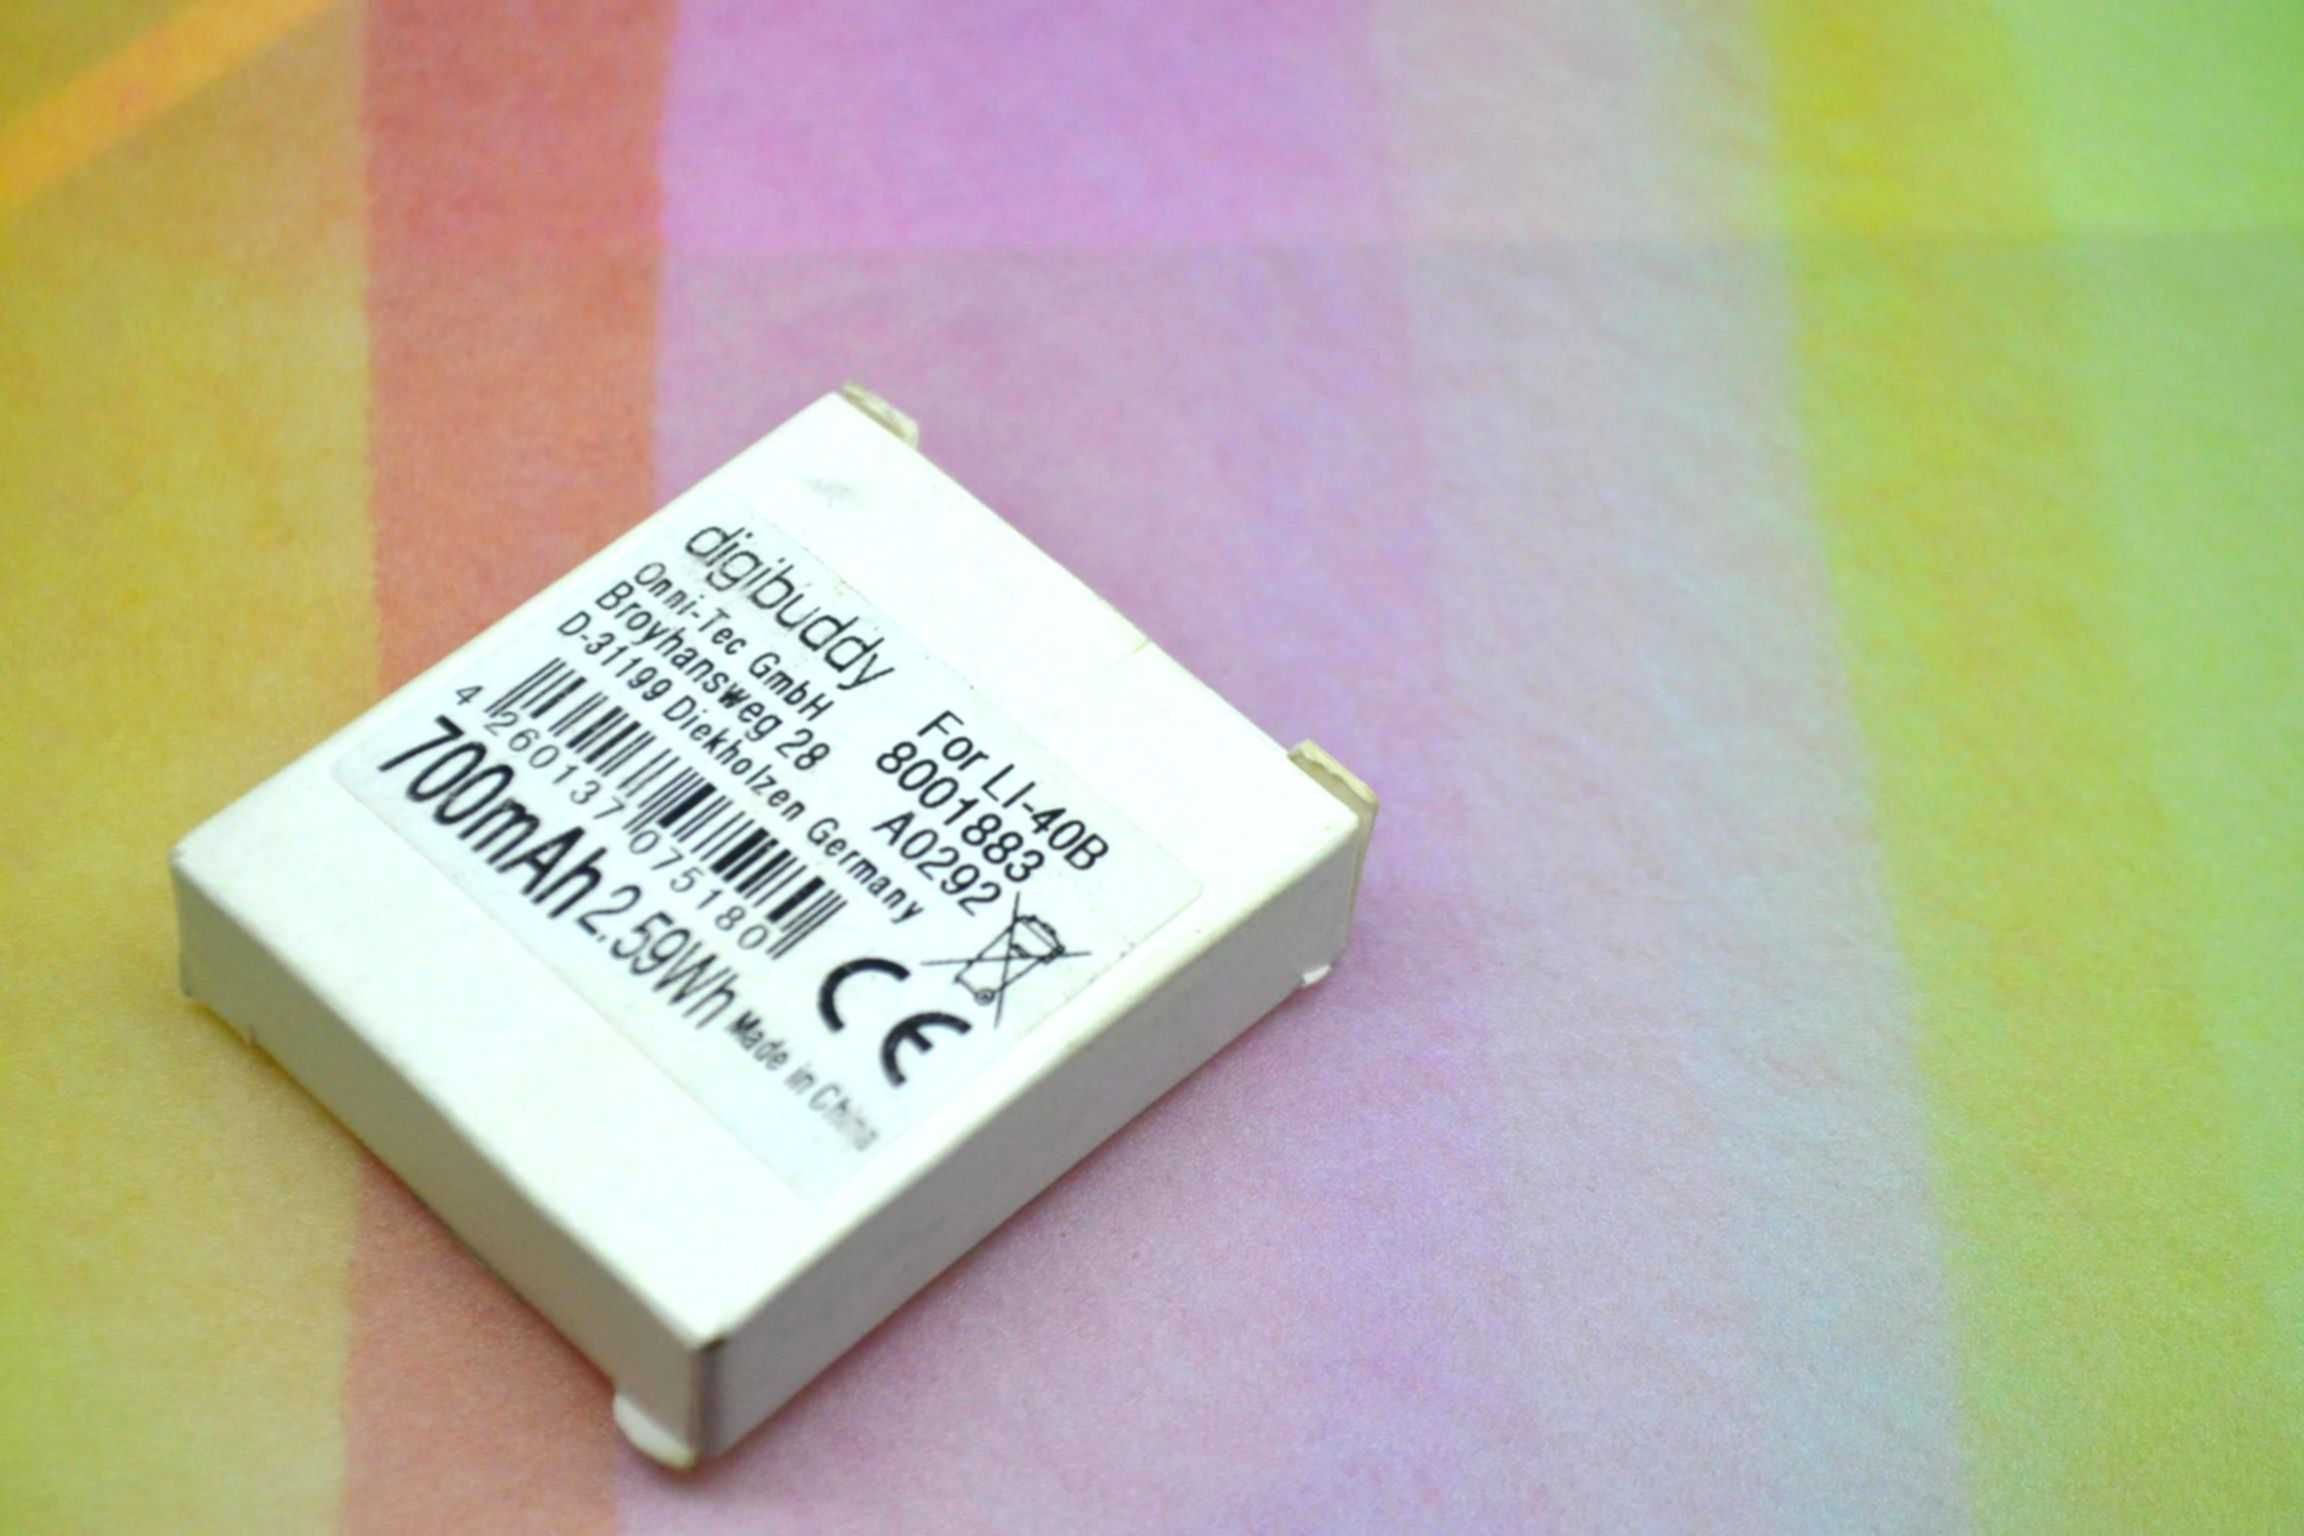 digibuddy
Onni-Tec GmbH
Broyhansweg 28
D-31199 Diekholzen Germany
For LI-40B
8001883
A0292
4 260137 075180
700mAh 2.59Wh Made in China
CE